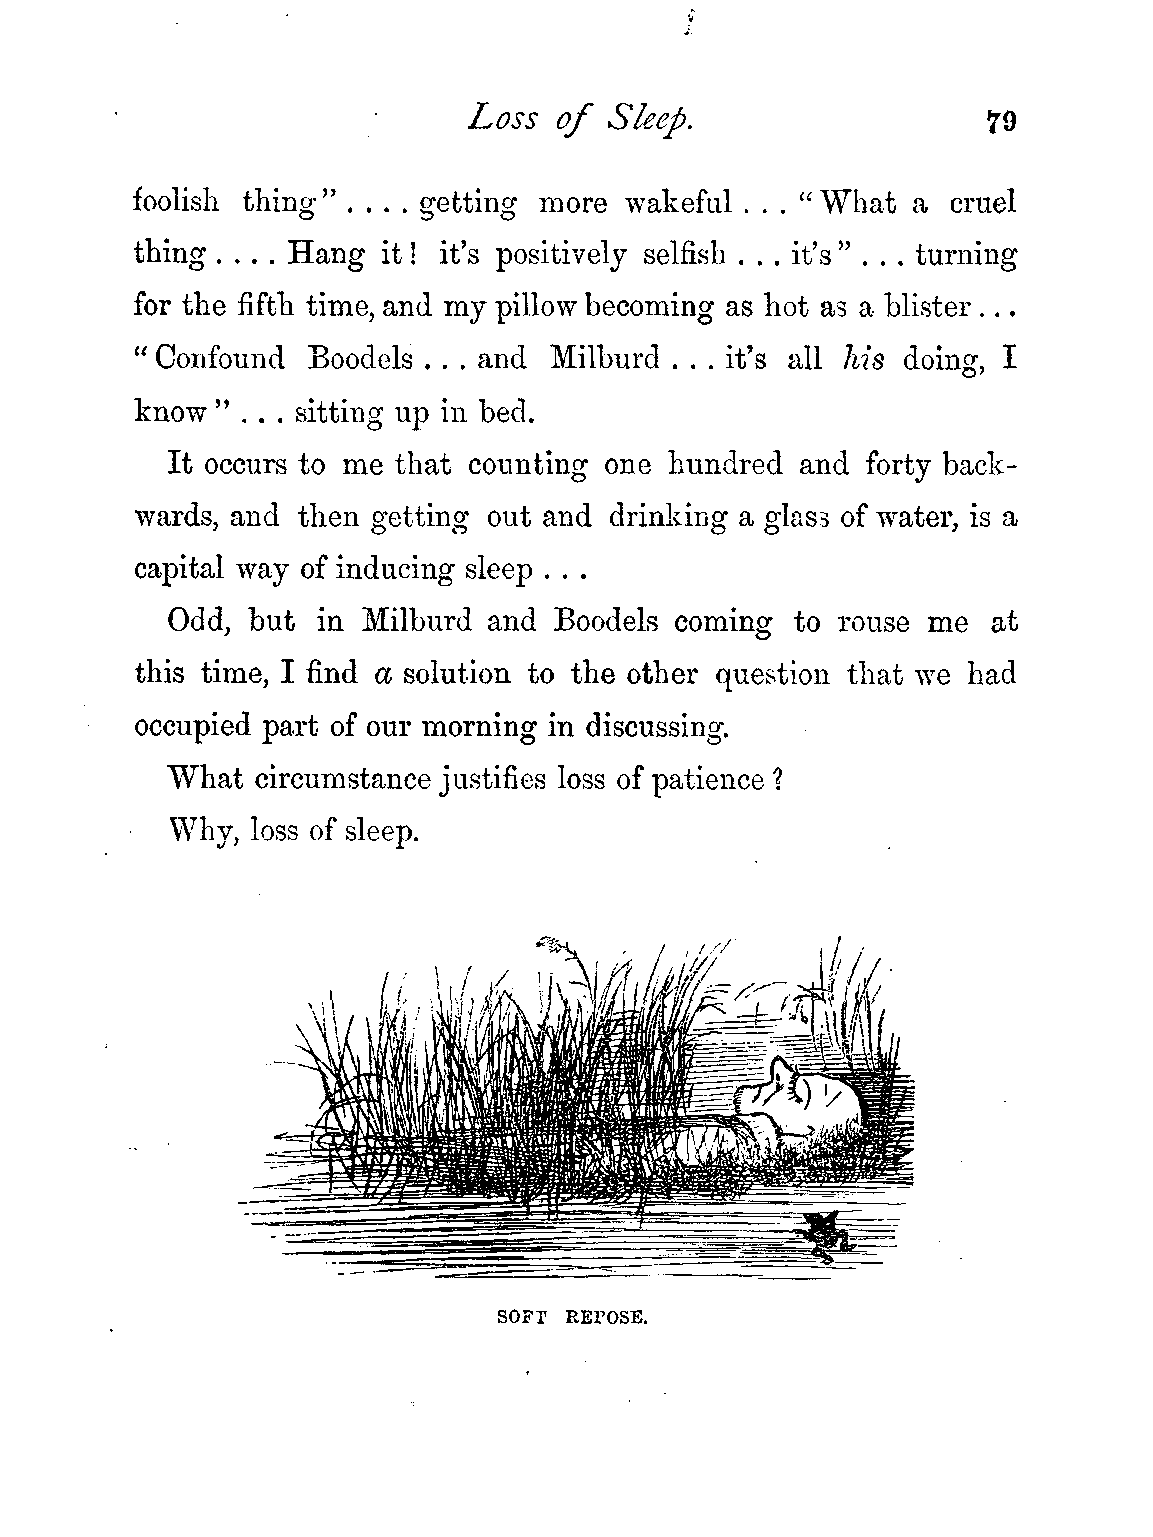 Loss of Sleep. 79
foolish thing” . . . . getting more wakeful . . . “What a cruel
thing . . . . Hang it! it’s positively selfish . . . it’s” . . . turning
for the fifth time, and my pillow becoming as hot as a blister . . .
“Confound Boodels . . . and Milburd . . . it’s all his doing, I
know” . . . sitting up in bed.
It occurs to me that counting one hundred and forty back-
wards, and then getting out and drinking a glass of water, is a
capital way of inducing sleep . . .
Odd, but in Milburd and Boodels coming to rouse me at
this time, I find a solution to the other question that we had
occupied part of our morning in discussing.
What circumstance justifies loss of patience?
Why, loss of sleep.
SOFT REPOSE.